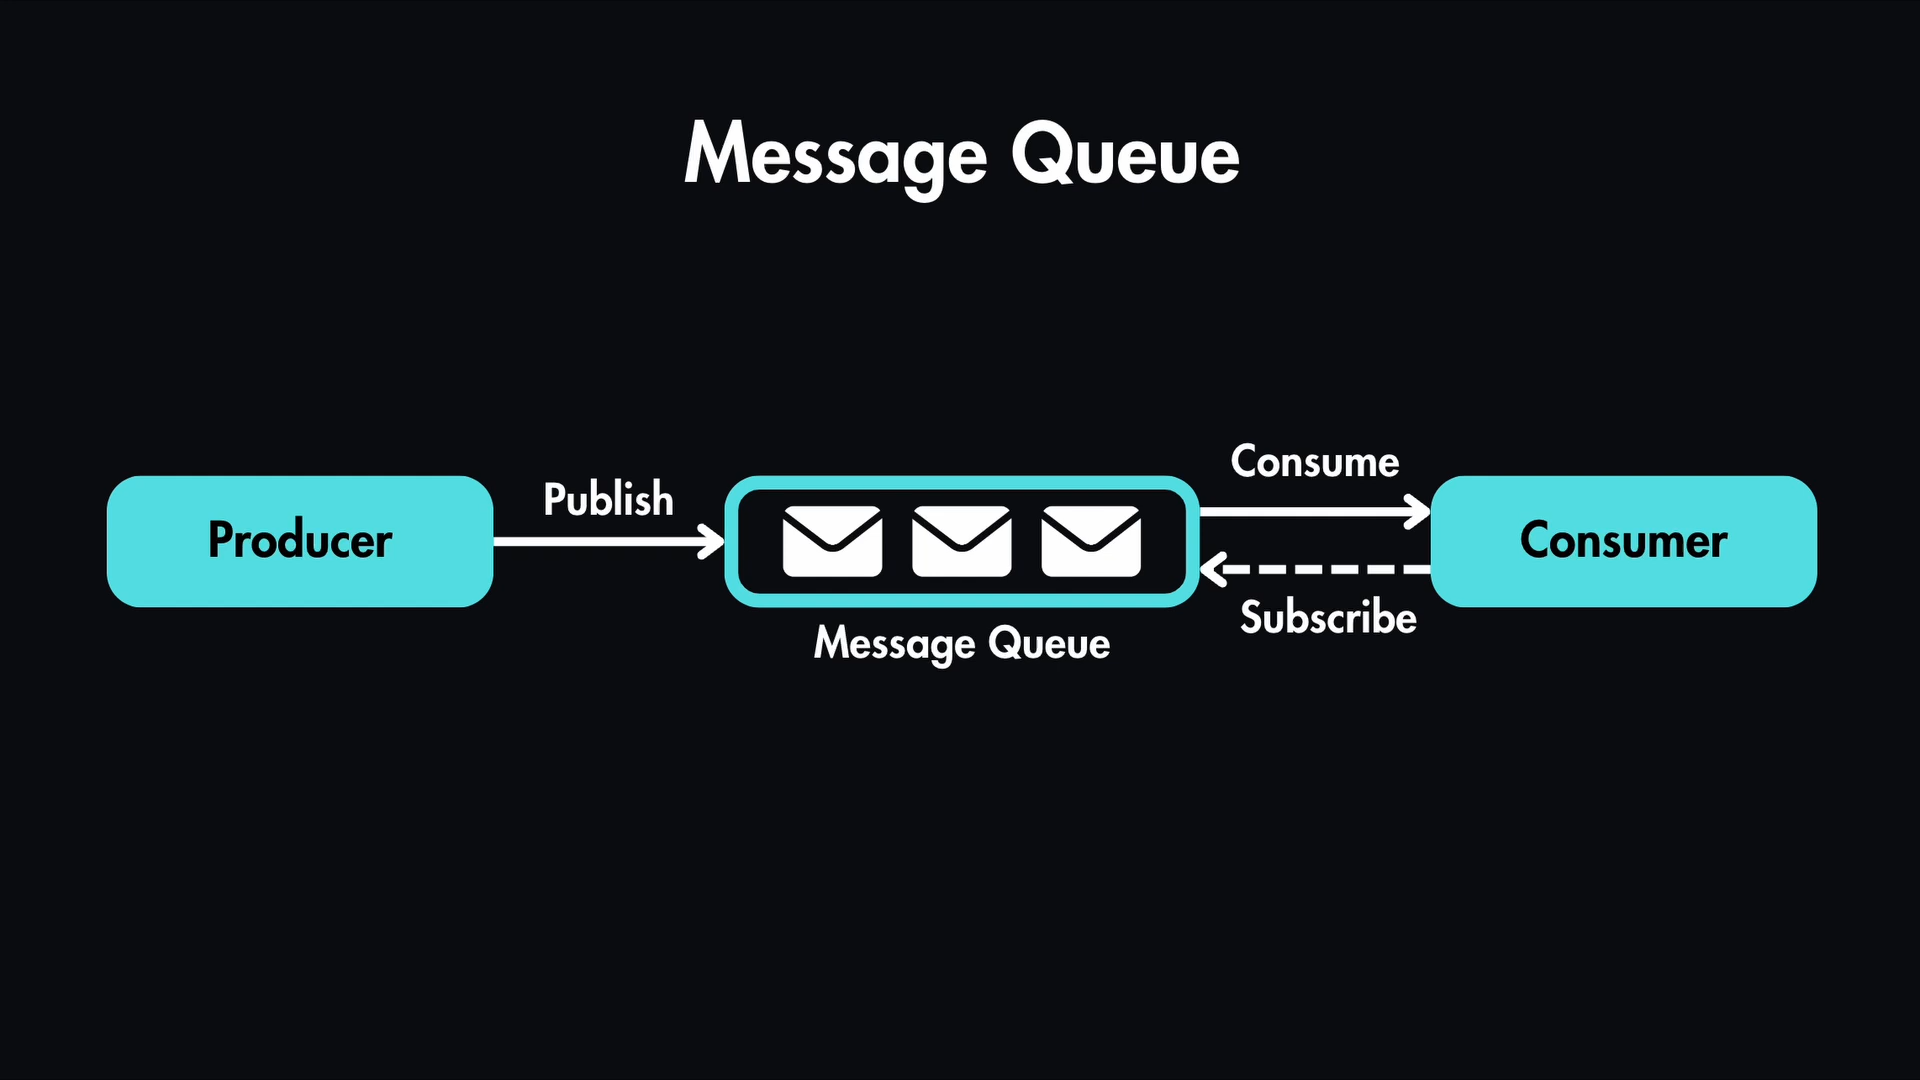 Message Queue
Producer
Publish
Message Queue
Consume
Subscribe
Consumer